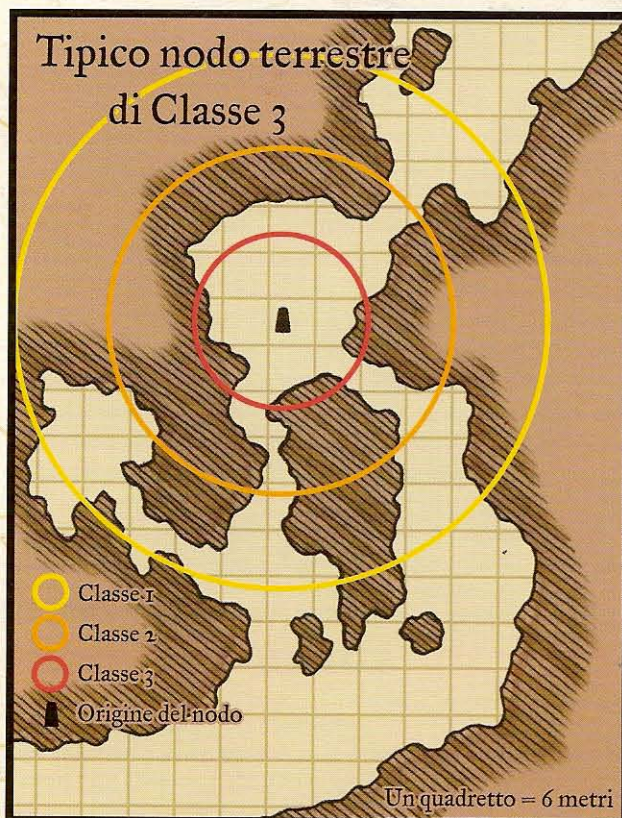 Tipico nodo terrestre
di Classe 3
Classe 1
Classe 2
Classe 3
Origine del nodo
Un quadretto = 6 metri